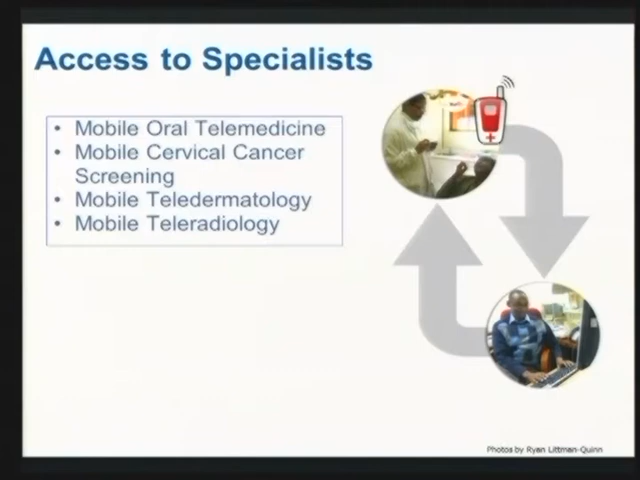 Access to Specialists
• Mobile Oral Telemedicine
• Mobile Cervical Cancer
Screening
• Mobile Teledermatology
• Mobile Teleradiology
Photos by Ryan Littman-Quinn